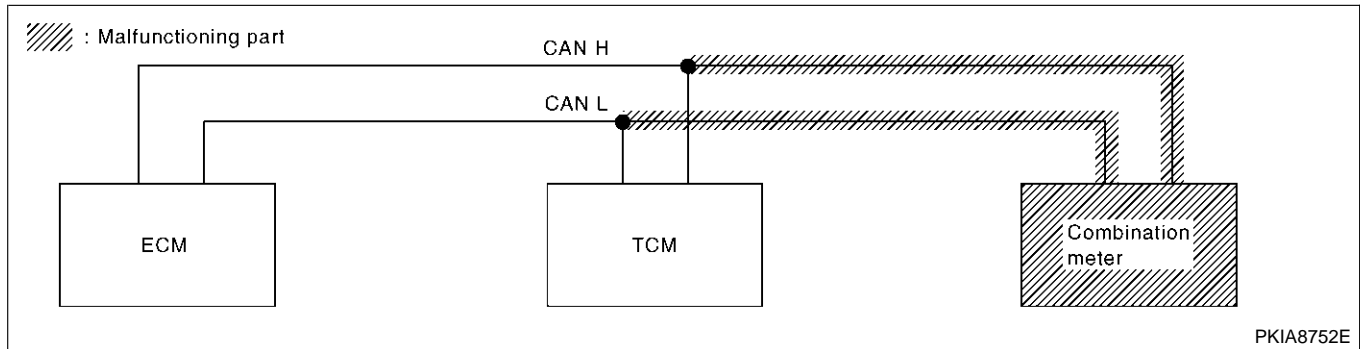 : Malfunctioning part
CAN H
CAN L
ECM
TCM
Combination
meter
PKIA8752E